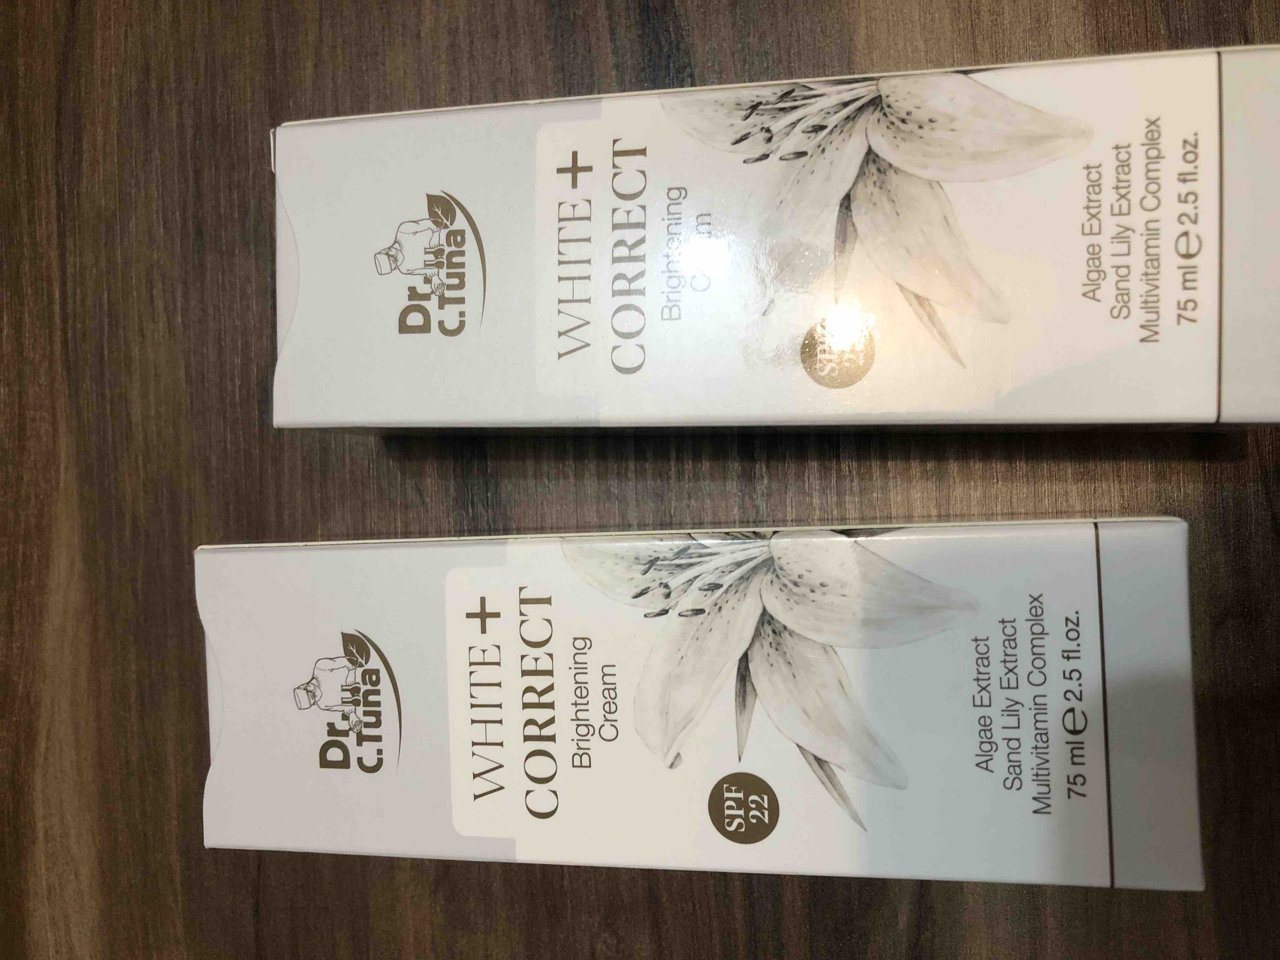 Dr.
C.Tuna
WHITE+
CORRECT
Brightening
Cream
SPF
22
Algae Extract
Sand Lily Extract
Multivitamin Complex
75 ml ℮ 2.5 fl.oz.
Dr.
C.Tuna
WHITE+
CORRECT
Brightening
SPF
Algae Extract
Sand Lily Extract
Multivitamin Complex
75 ml ℮ 2.5 fl.oz.